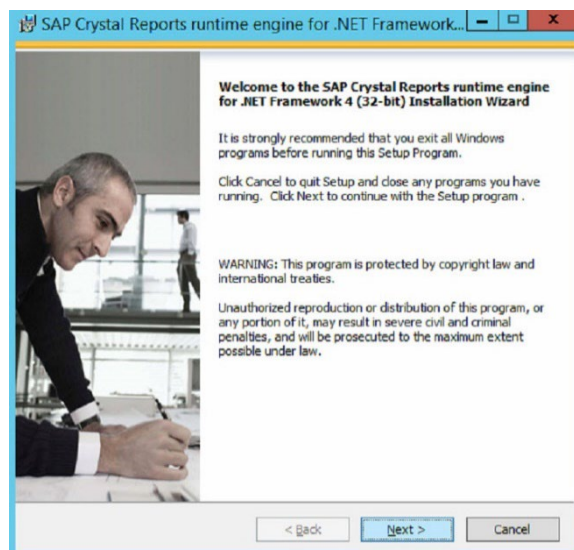 SAP Crystal Reports runtime engine for .NET Framework...
Welcome to the SAP Crystal Reports runtime engine
for .NET Framework 4 (32-bit) Installation Wizard
It is strongly recommended that you exit all Windows
programs before running this Setup Program.
Click Cancel to quit Setup and close any programs you have
running. Click Next to continue with the Setup program .
WARNING: This program is protected by copyright law and
international treaties.
Unauthorized reproduction or distribution of this program, or
any portion of it, may result in severe civil and criminal
penalties, and will be prosecuted to the maximum extent
possible under law.
< Back Next > Cancel